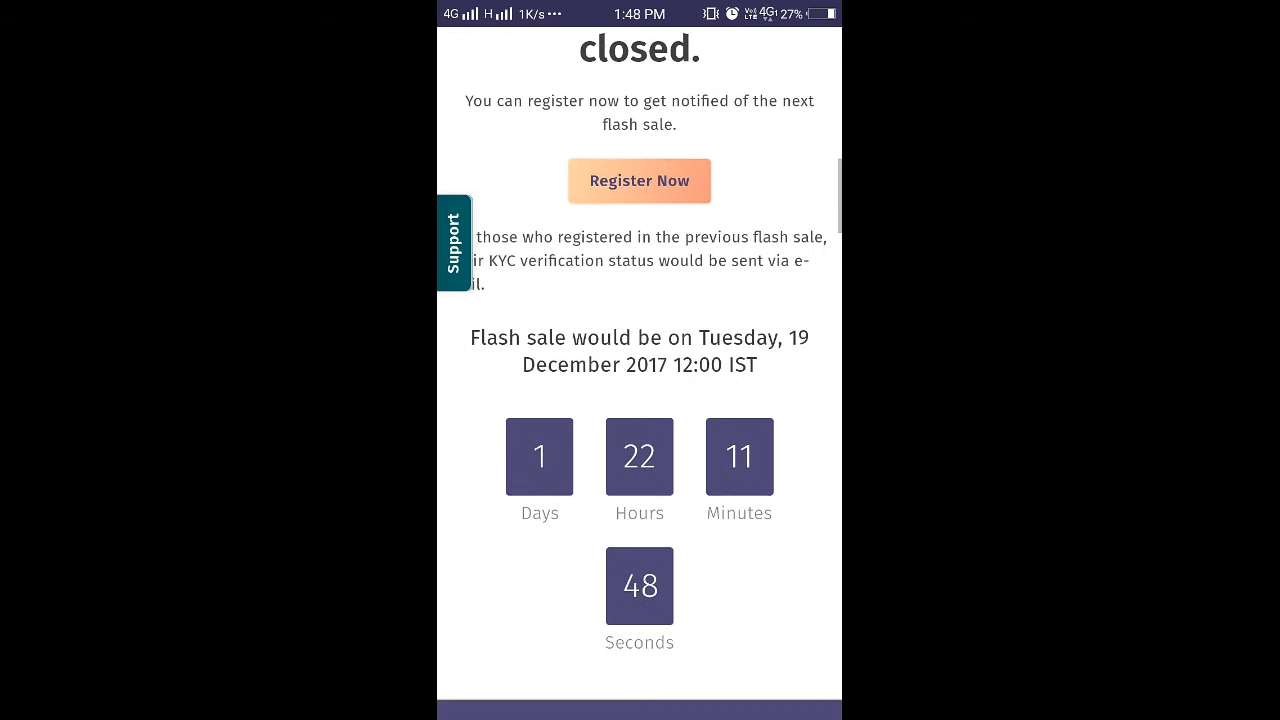 4G H 1K/s ••• 1:48 PM 4G 27%
closed.
You can register now to get notified of the next
flash sale.
Register Now
Support
those who registered in the previous flash sale,
ir KYC verification status would be sent via e-
il.
Flash sale would be on Tuesday, 19
December 2017 12:00 IST
1 22 11
Days Hours Minutes
48
Seconds